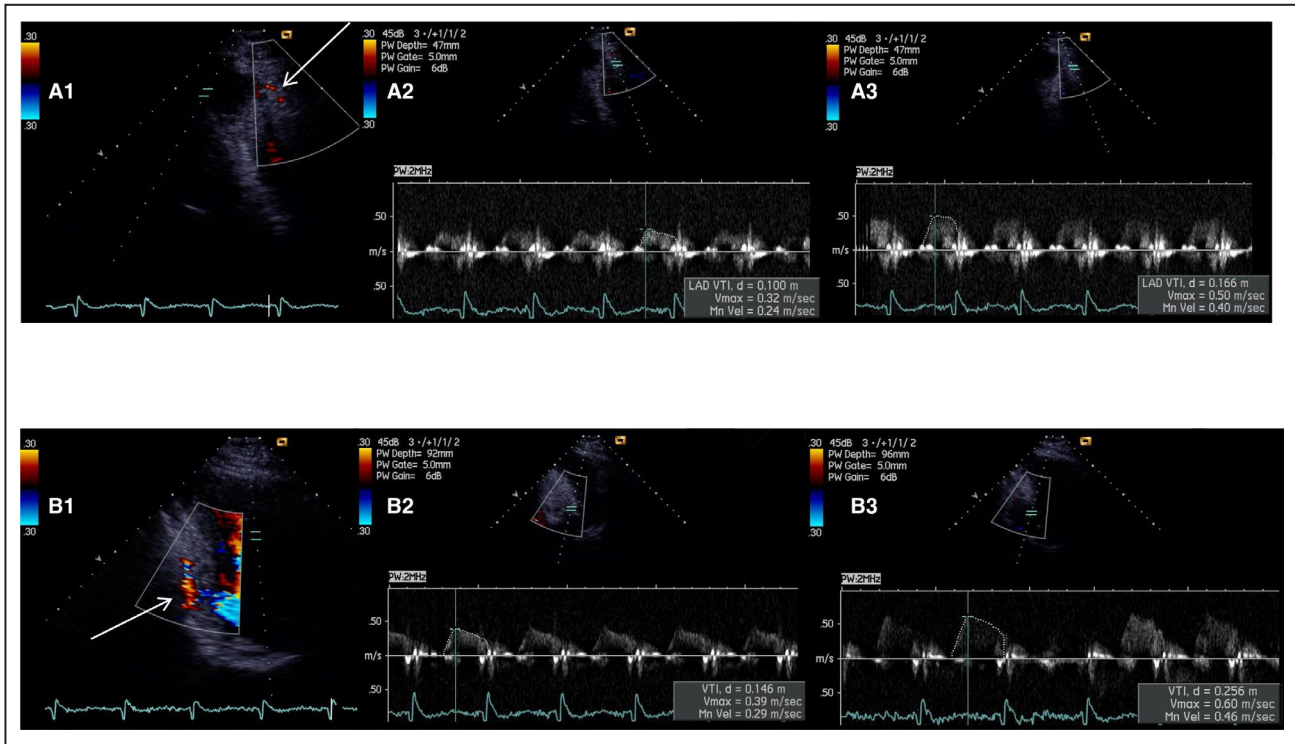 .30
A1
.30
.30
45dB 3 •/+1/1/ 2
PW Depth= 47mm
PW Gate= 5.0mm
PW Gain= 6dB
A2
.30
PW:2MHz
.50
m/s
.50
LAD VTI, d = 0.100 m
Vmax = 0.32 m/sec
Mn Vel = 0.24 m/sec
.30
45dB 3 •/+1/1/ 2
PW Depth= 47mm
PW Gate= 5.0mm
PW Gain= 6dB
A3
.30
PW:2MHz
.50
m/s
.50
LAD VTI, d = 0.166 m
Vmax = 0.50 m/sec
Mn Vel = 0.40 m/sec
.30
B1
.30
.30
45dB 3 •/+1/1/ 2
PW Depth= 92mm
PW Gate= 5.0mm
PW Gain= 6dB
B2
.30
PW:2MHz
.50
m/s
.50
VTI, d = 0.146 m
Vmax = 0.39 m/sec
Mn Vel = 0.29 m/sec
.30
45dB 3 •/+1/1/ 2
PW Depth= 96mm
PW Gate= 5.0mm
PW Gain= 6dB
B3
.30
PW:2MHz
.50
m/s
.50
VTI, d = 0.256 m
Vmax = 0.60 m/sec
Mn Vel = 0.46 m/sec